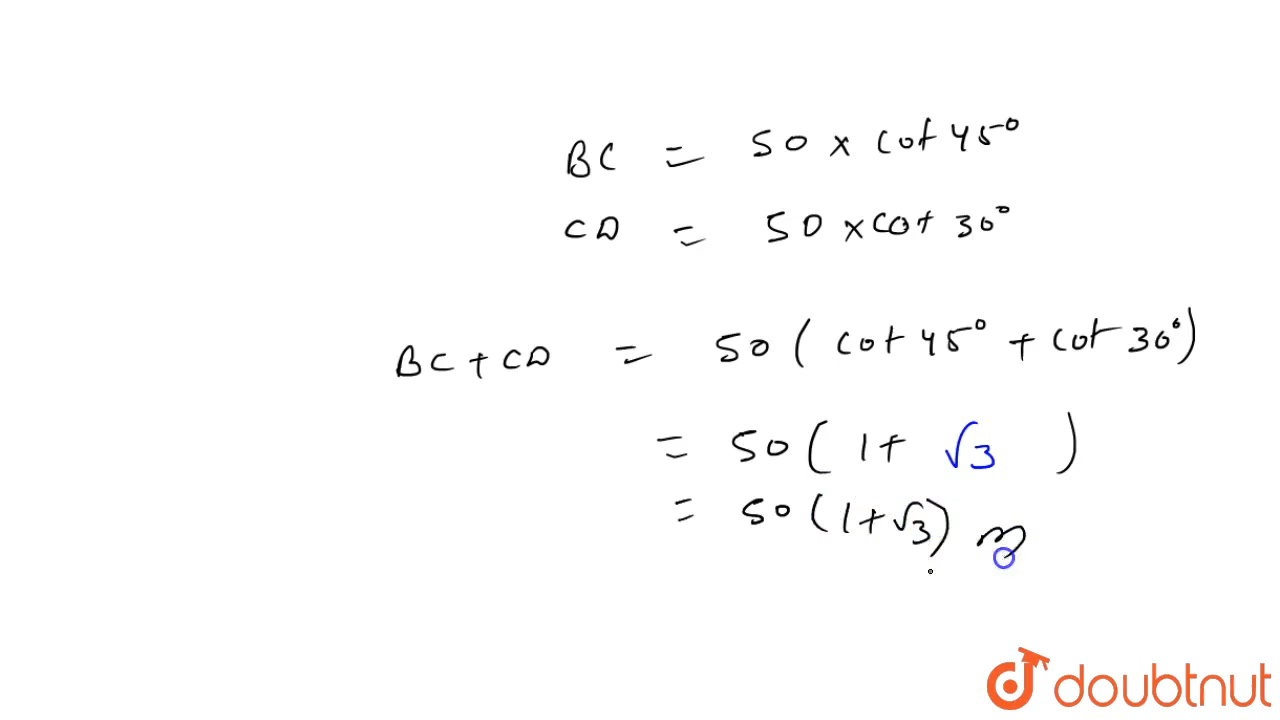 BC = 50 × cot 45°
CD = 50 × cot 30°
BC + CD = 50 ( cot 45° + cot 30° )
= 50 ( 1 + √3 )
= 50 ( 1 + √3 ) m
doubtnut